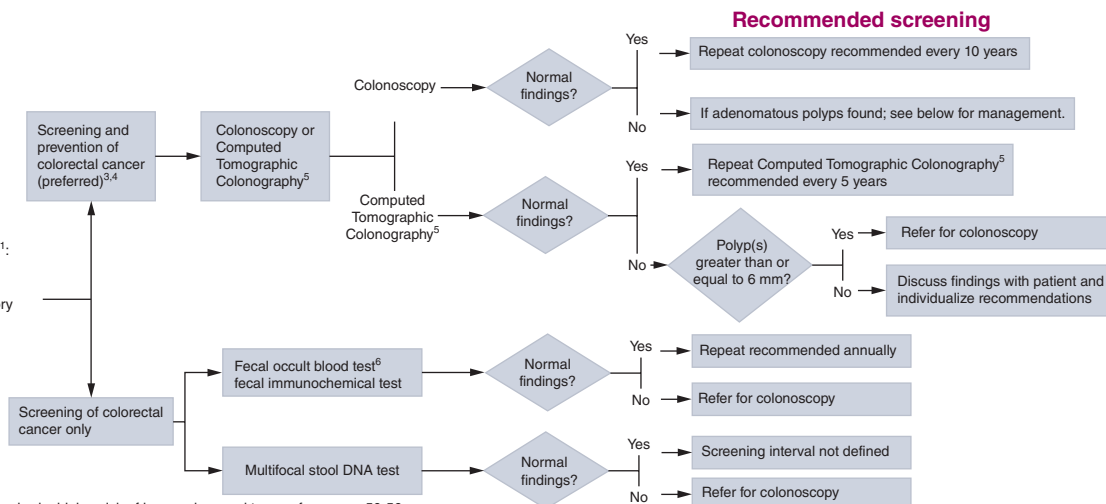 Recommended screening
Colonoscopy
Normal
findings?
Yes
Repeat colonoscopy recommended every 10 years
No
If adenomatous polyps found; see below for management.
Screening and
prevention of
colorectal cancer
(preferred)3,4
Colonoscopy or
Computed
Tomographic
Colonography5
Computed
Tomographic
Colonography5
Normal
findings?
Yes
Repeat Computed Tomographic Colonography5
recommended every 5 years
No
Polyp(s)
greater than or
equal to 6 mm?
Yes
Refer for colonoscopy
No
Discuss findings with patient and
individualize recommendations
1:
ry
Screening of colorectal
cancer only
Fecal occult blood test6
fecal immunochemical test
Normal
findings?
Yes
Repeat recommended annually
No
Refer for colonoscopy
Multifocal stool DNA test
Normal
findings?
Yes
Screening interval not defined
No
Refer for colonoscopy